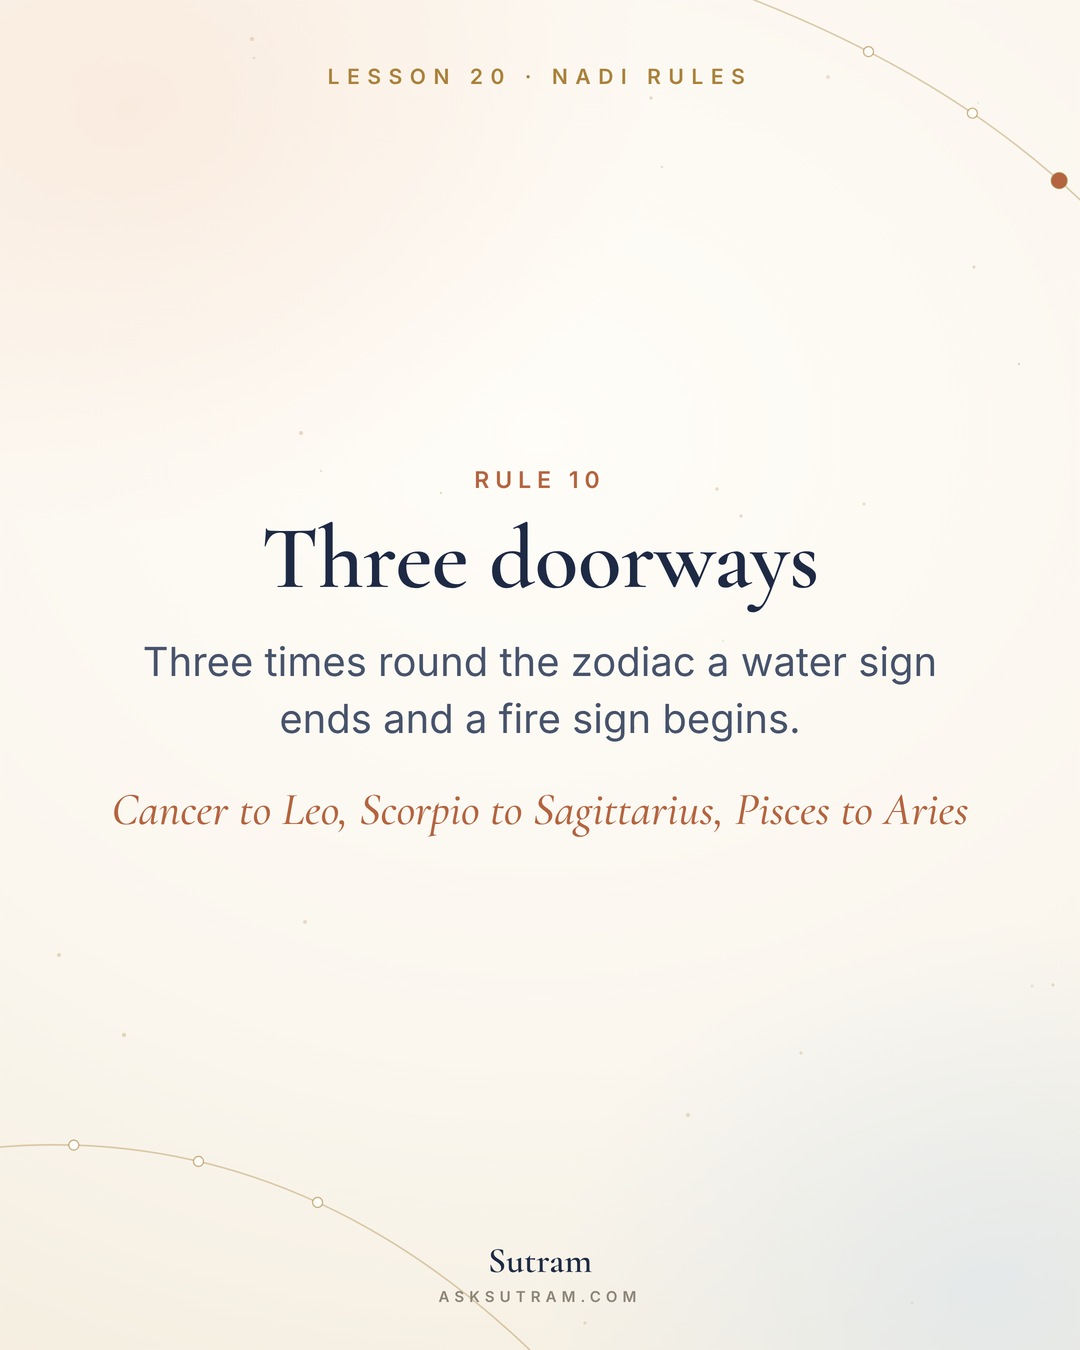 LESSON 20 · NADI RULES
RULE 10
Three doorways
Three times round the zodiac a water sign
ends and a fire sign begins.
Cancer to Leo, Scorpio to Sagittarius, Pisces to Aries
Sutram
ASKSUTRAM.COM